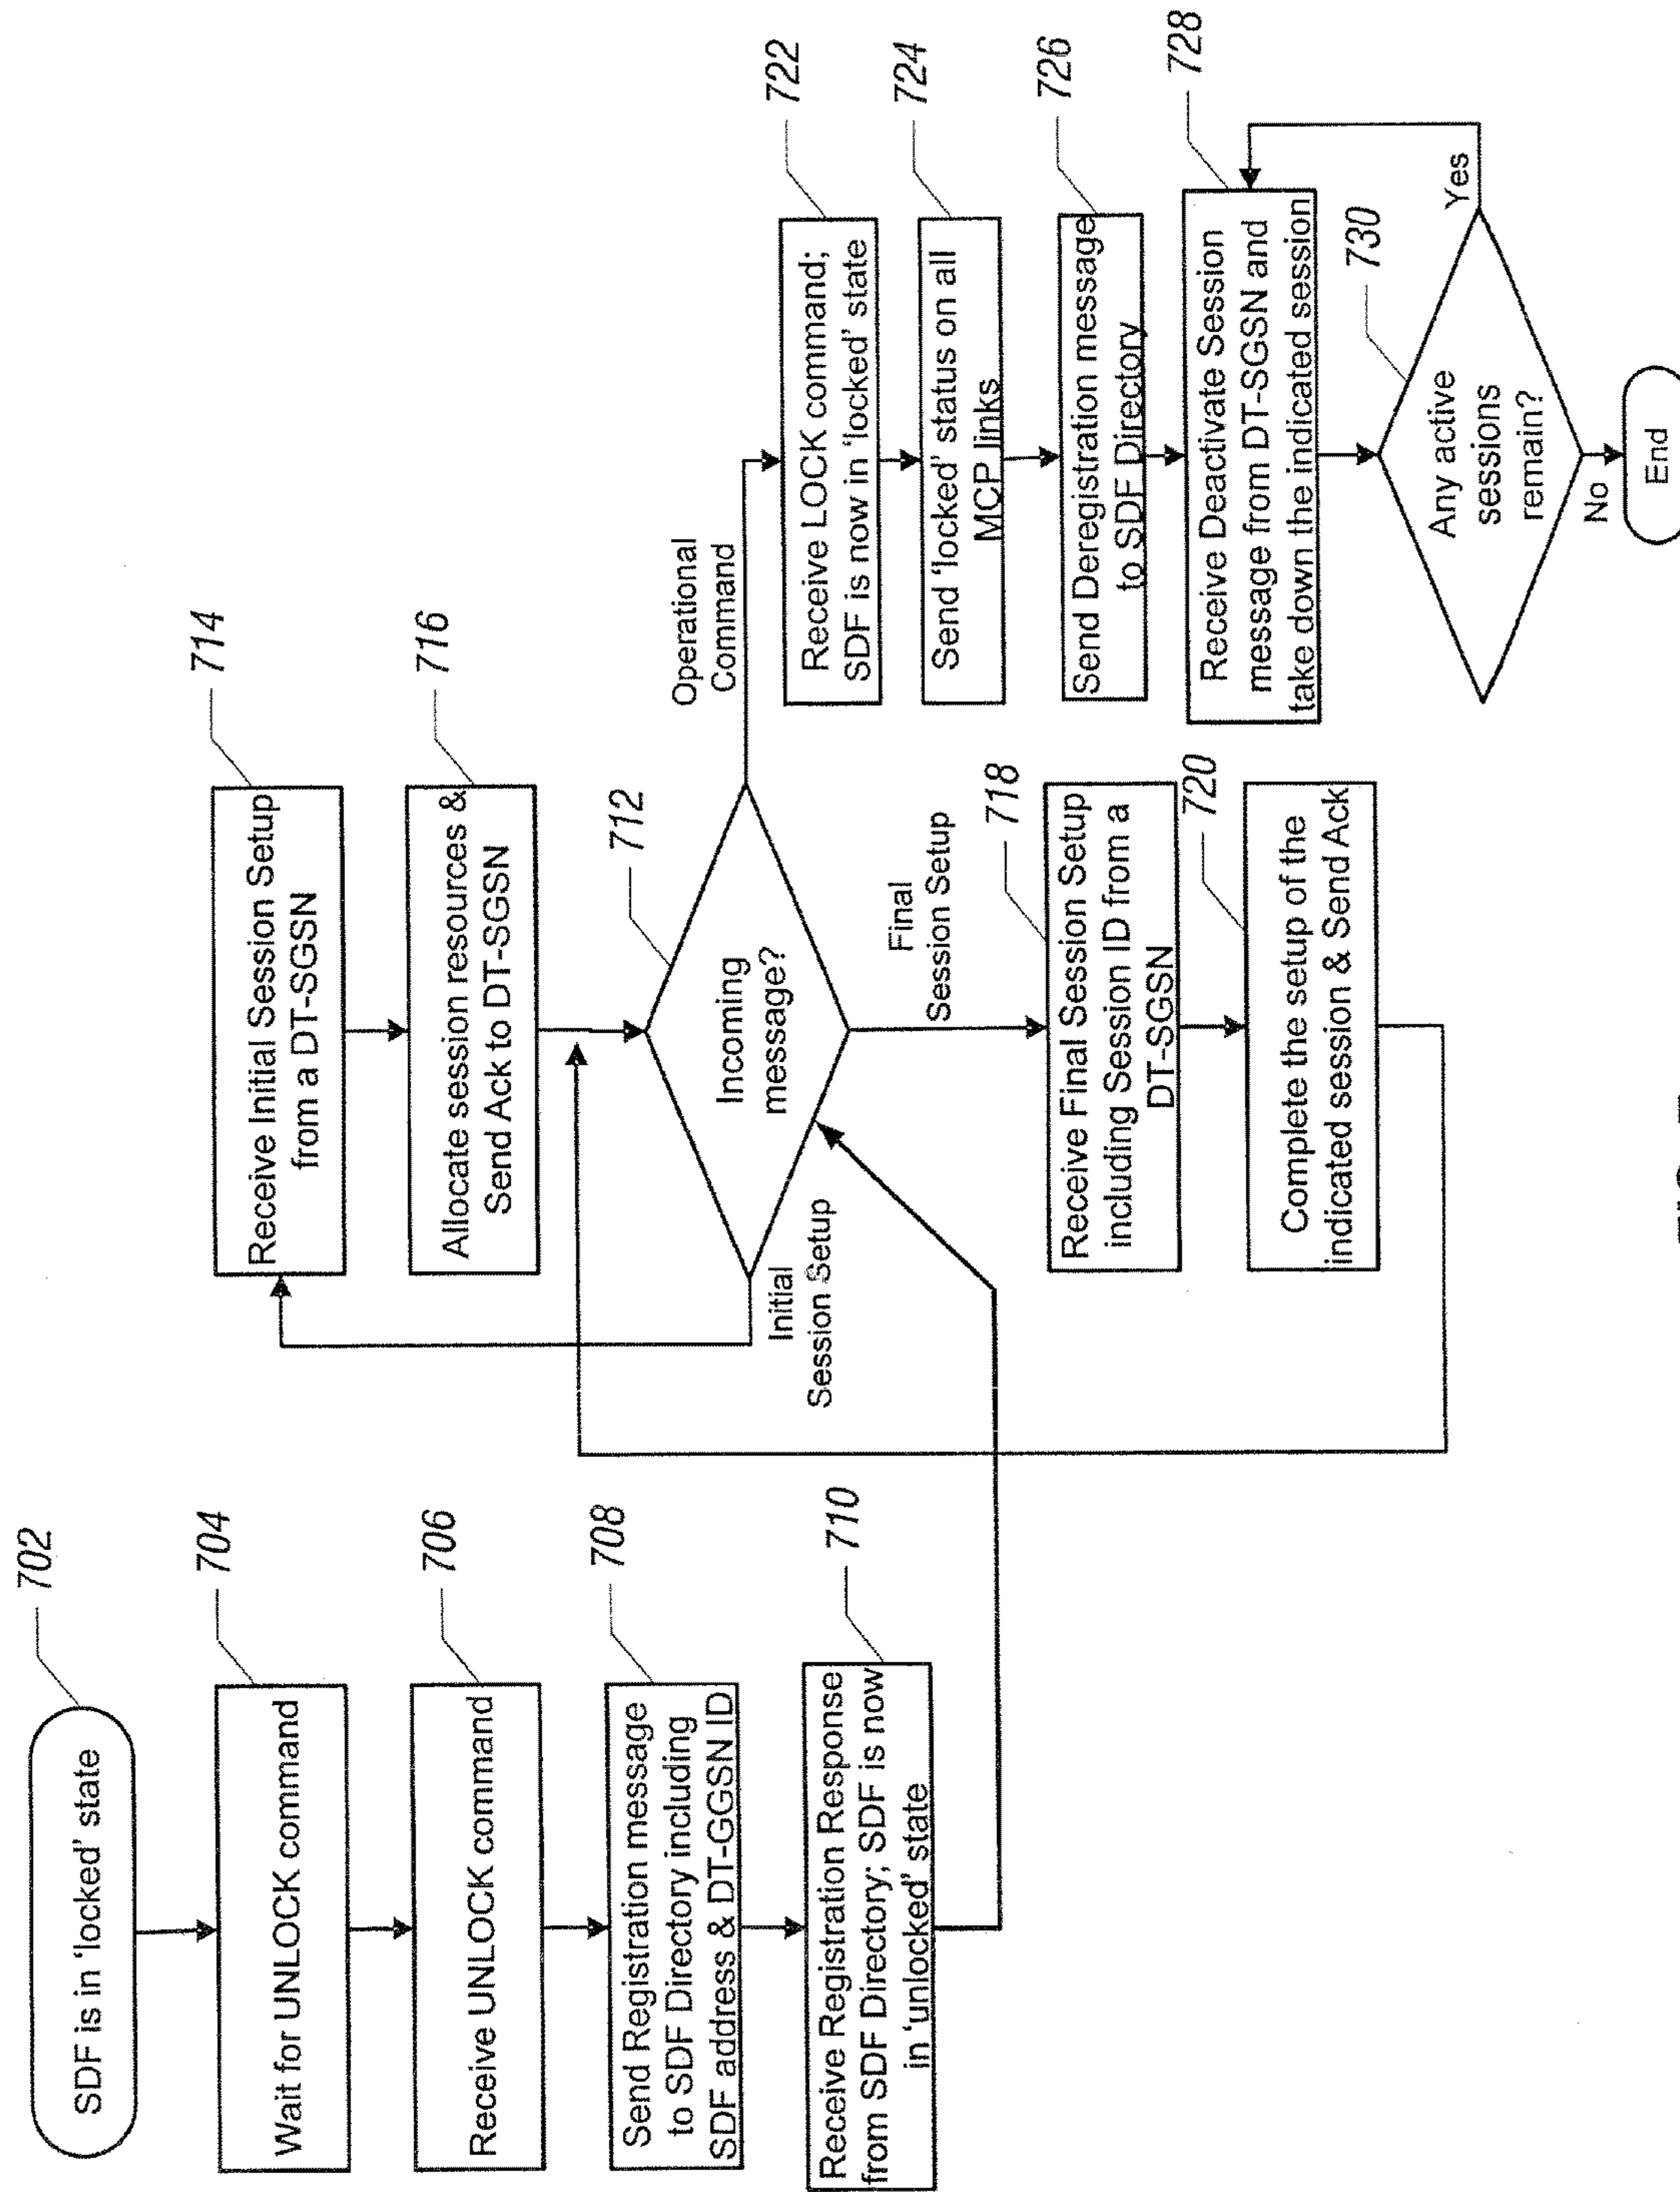 702
SDF is in 'locked' state
704
Wait for UNLOCK command
706
Receive UNLOCK command
708
Send Registration message
to SDF Directory including
SDF address & DT-GGSN ID
710
Receive Registration Response
from SDF Directory; SDF is now
in 'unlocked' state
714
Receive Initial Session Setup
from a DT-SGSN
716
Allocate session resources &
Send Ack to DT-SGSN
712
Incoming
message?
Initial
Session Setup
Final
Session Setup
Operational
Command
718
Receive Final Session Setup
including Session ID from a
DT-SGSN
720
Complete the setup of the
indicated session & Send Ack
722
Receive LOCK command;
SDF is now in 'locked' state
724
Send 'locked' status on all
MCP links
726
Send Deregistration message
to SDF Directory
728
Receive Deactivate Session
message from DT-SGSN and
take down the indicated session
730
Any active
sessions
remain?
Yes
No
End